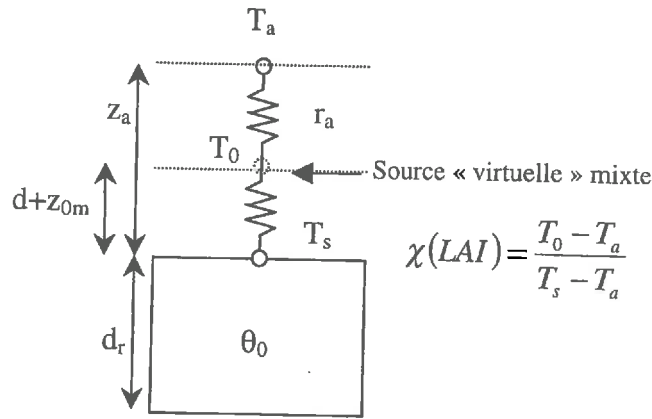 Tₐ
zₐ
rₐ
T₀
Source « virtuelle » mixte
d+z₀ₘ
Tₛ
χ(LAI) = (T₀ − Tₐ) / (Tₛ − Tₐ)
dᵣ
θ₀